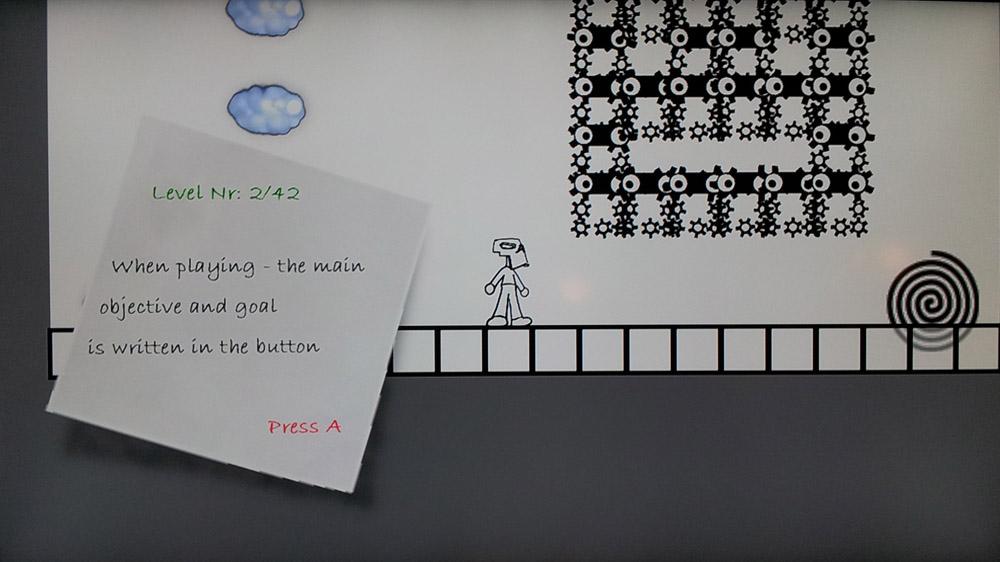 Level Nr: 2/42
When playing - the main
objective and goal
is written in the button
Press A